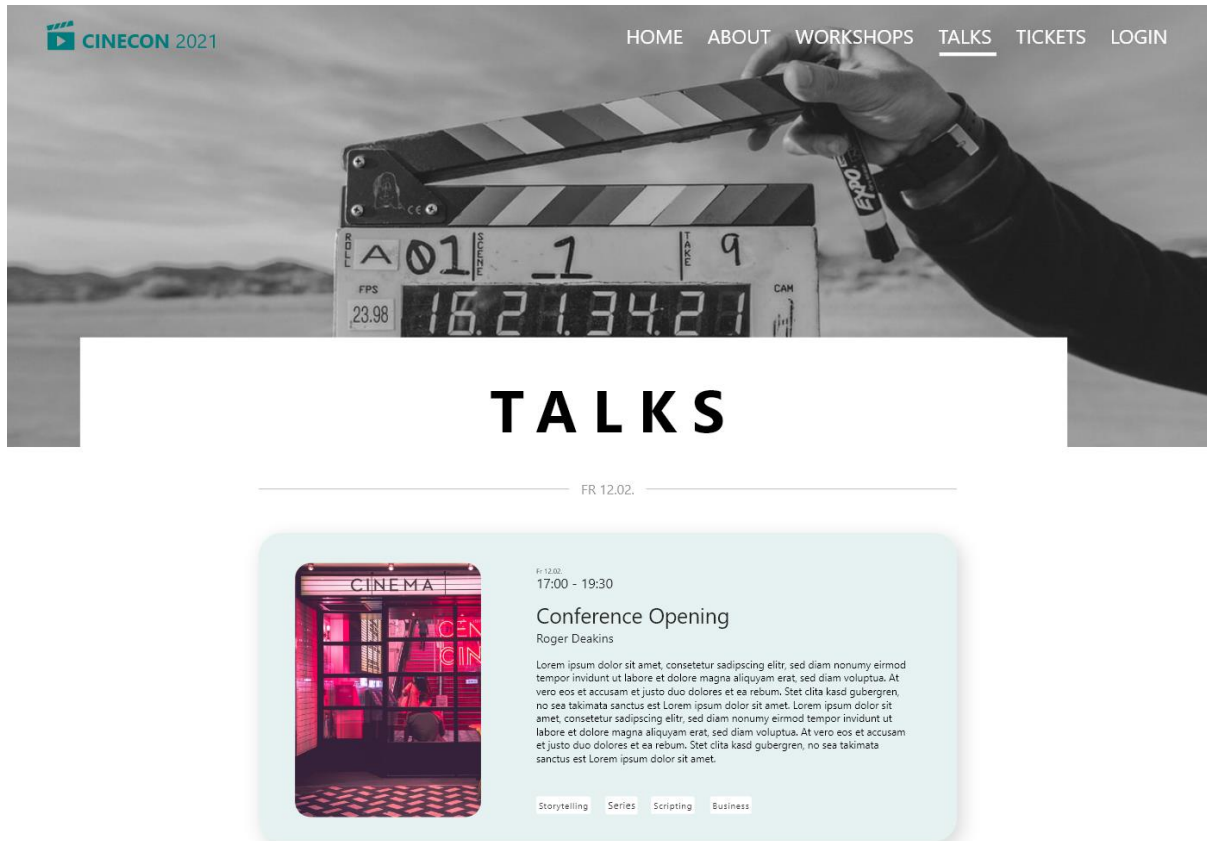 CINECON 2021
HOME ABOUT WORKSHOPS TALKS TICKETS LOGIN
EXPO
CE
ROLL A 01 SCENE 1 TAKE 9
FPS CAM
23.98 16.21.34.21
TALKS
FR 12.02.
CINEMA
Fr 12.02.
17:00 - 19:30
Conference Opening
Roger Deakins
Lorem ipsum dolor sit amet, consetetur sadipscing elitr, sed diam nonumy eirmod
tempor invidunt ut labore et dolore magna aliquyam erat, sed diam voluptua. At
vero eos et accusam et justo duo dolores et ea rebum. Stet clita kasd gubergren,
no sea takimata sanctus est Lorem ipsum dolor sit amet. Lorem ipsum dolor sit
amet, consetetur sadipscing elitr, sed diam nonumy eirmod tempor invidunt ut
labore et dolore magna aliquyam erat, sed diam voluptua. At vero eos et accusam
et justo duo dolores et ea rebum. Stet clita kasd gubergren, no sea takimata
sanctus est Lorem ipsum dolor sit amet.
Storytelling Series Scripting Business